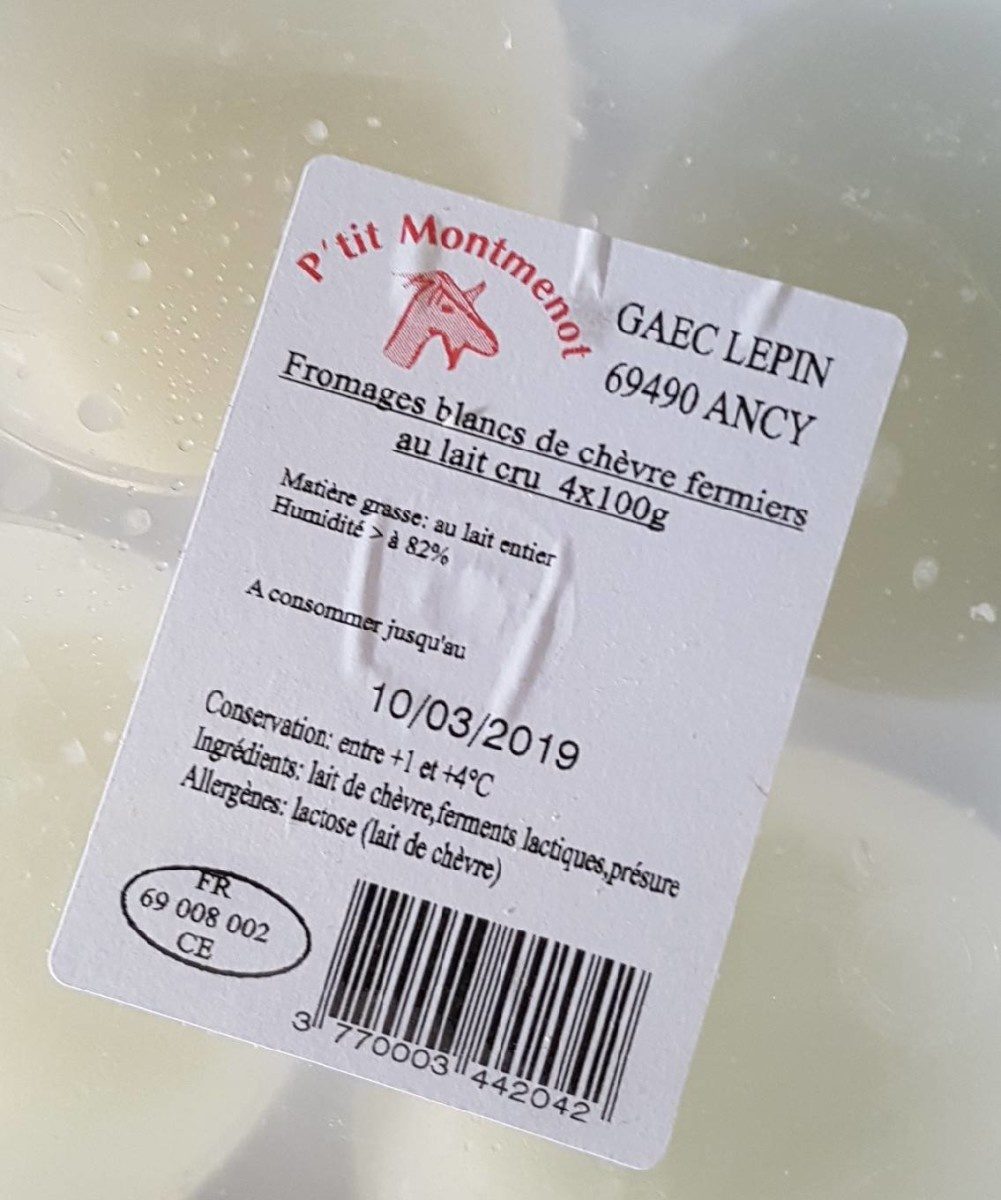 P'tit Montmenot
GAEC LEPIN
69490 ANCY
Fromages blancs de chèvre fermiers
au lait cru 4x100g
Matière grasse: au lait entier
Humidité > à 82%
A consommer jusqu'au
10/03/2019
Conservation: entre +1 et +4°C
Ingrédients: lait de chèvre,ferments lactiques,présure
Allergènes: lactose (lait de chèvre)
FR
69 008 002
CE
3 770003 442042